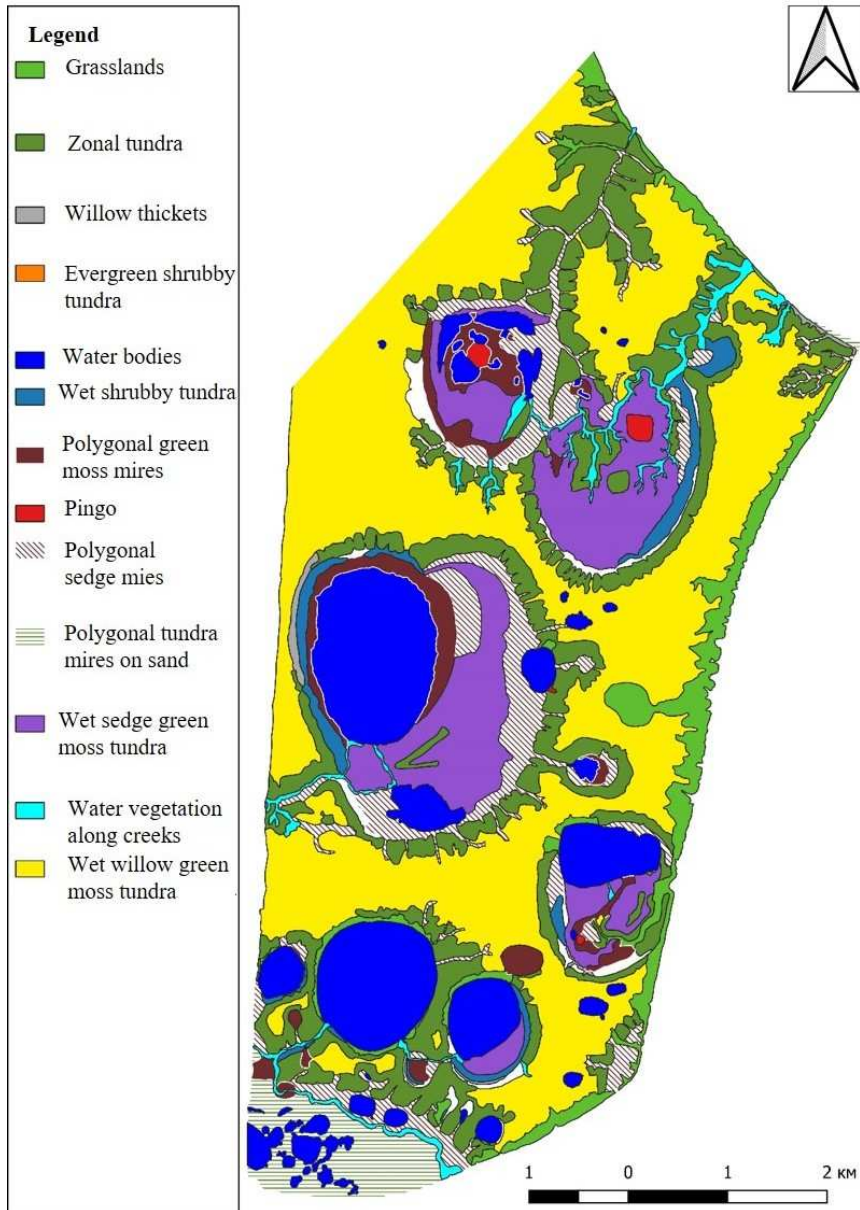 Legend
Grasslands
Zonal tundra
Willow thickets
Evergreen shrubby
tundra
Water bodies
Wet shrubby tundra
Polygonal green
moss mires
Pingo
Polygonal
sedge mies
Polygonal tundra
mires on sand
Wet sedge green
moss tundra
Water vegetation
along creeks
Wet willow green
moss tundra
1 0 1 2 км